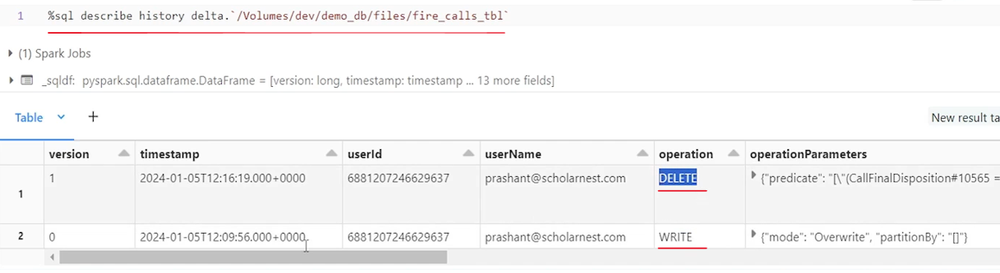 1 %sql describe history delta.`/Volumes/dev/demo_db/files/fire_calls_tbl`
(1) Spark Jobs
_sqldf: pyspark.sql.dataframe.DataFrame = [version: long, timestamp: timestamp ... 13 more fields]
Table +
New result ta
version timestamp userId userName operation operationParameters
1 1 2024-01-05T12:16:19.000+0000 6881207246629637 prashant@scholarnest.com DELETE {"predicate": "[\"(CallFinalDisposition#10565 =
2 0 2024-01-05T12:09:56.000+0000 6881207246629637 prashant@scholarnest.com WRITE {"mode": "Overwrite", "partitionBy": "[]"}